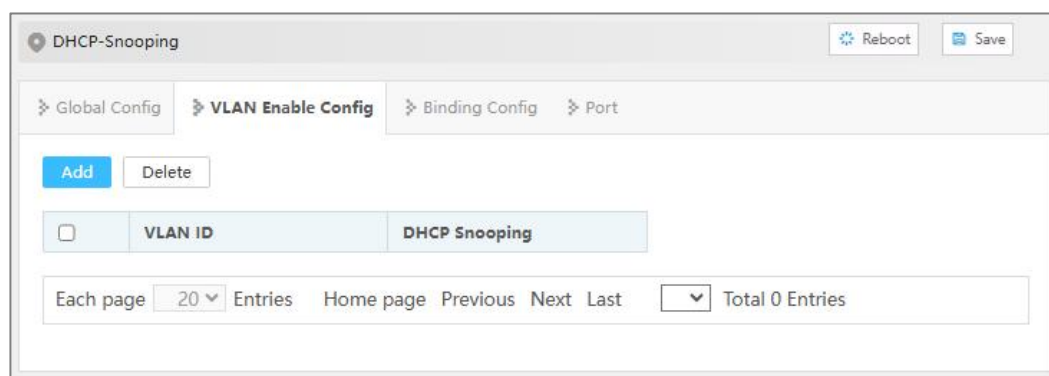 DHCP-Snooping Reboot Save
Global Config VLAN Enable Config Binding Config Port
Add Delete
VLAN ID DHCP Snooping
Each page 20 Entries Home page Previous Next Last Total 0 Entries